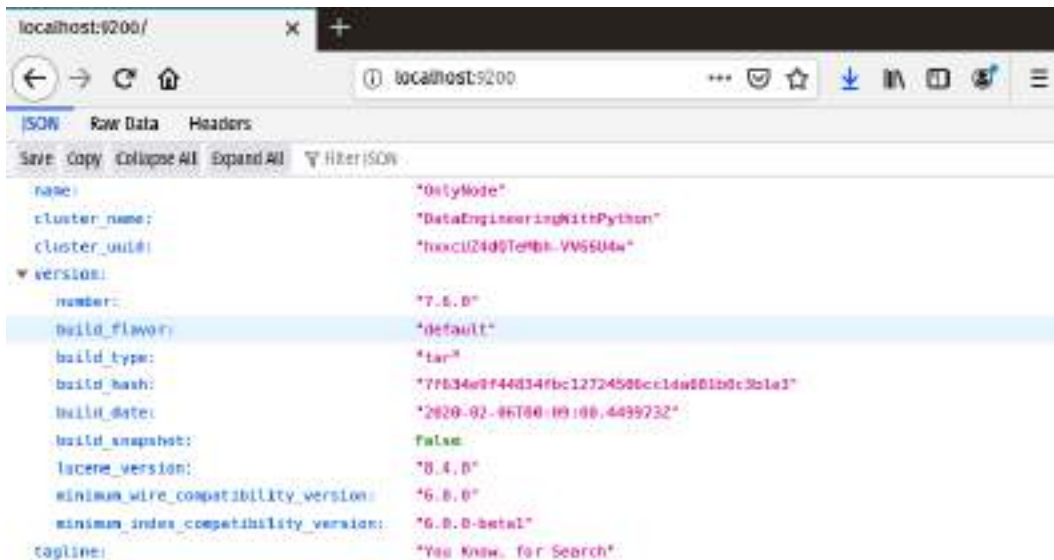 localhost:9200/
localhost:9200
JSON Raw Data Headers
Save Copy Collapse All Expand All Filter JSON
name: "OnlyNode"
cluster_name: "DataEngineeringWithPython"
cluster_uuid:
version:
number: "7.6.0"
build_flavor: "default"
build_type: "tar"
build_hash:
build_date:
build_snapshot: false
lucene_version: "8.4.0"
minimum_wire_compatibility_version: "6.8.0"
minimum_index_compatibility_version: "6.0.0-beta1"
tagline: "You Know, for Search"